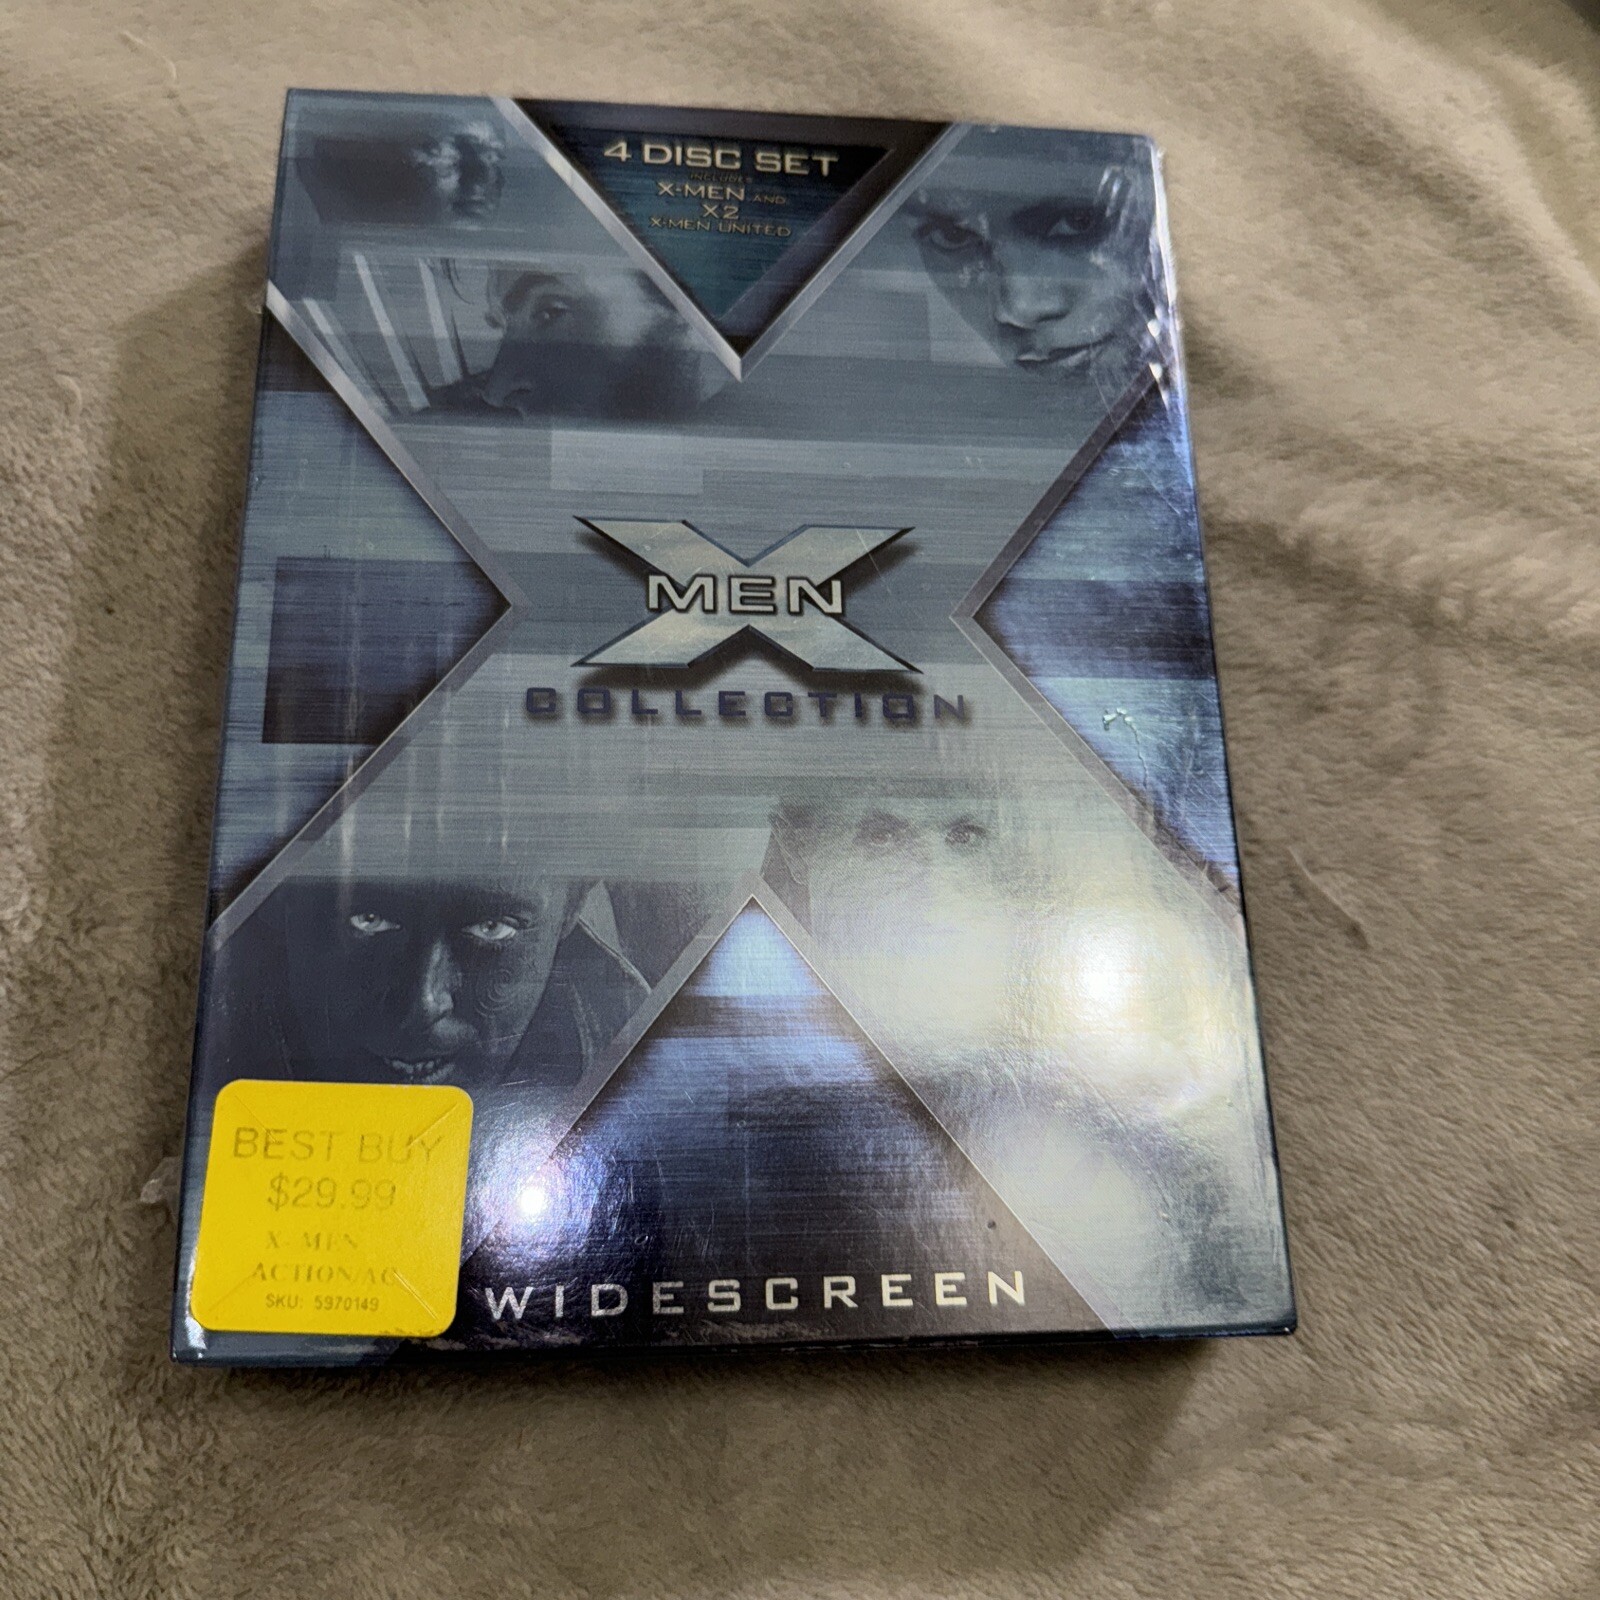 4 DISC SET
INCLUDES
X-MEN AND
X2
X-MEN UNITED
X
MEN
COLLECTION
BEST BUY
$29.99
X-MEN
ACTION/AC
SKU: 5970149
WIDESCREEN